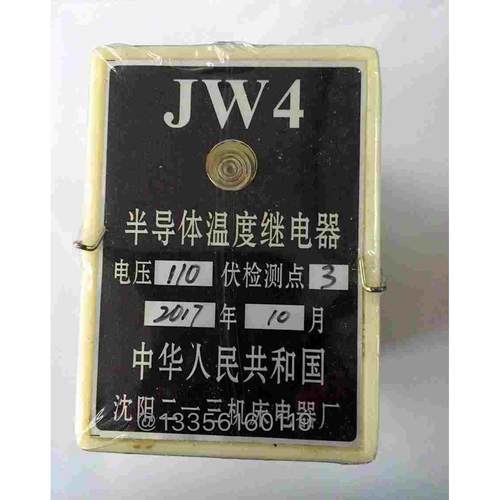 JW4
半导体温度继电器
电压 110 伏检测点 3
2017 年 10 月
中华人民共和国
沈阳二一三机床电器厂